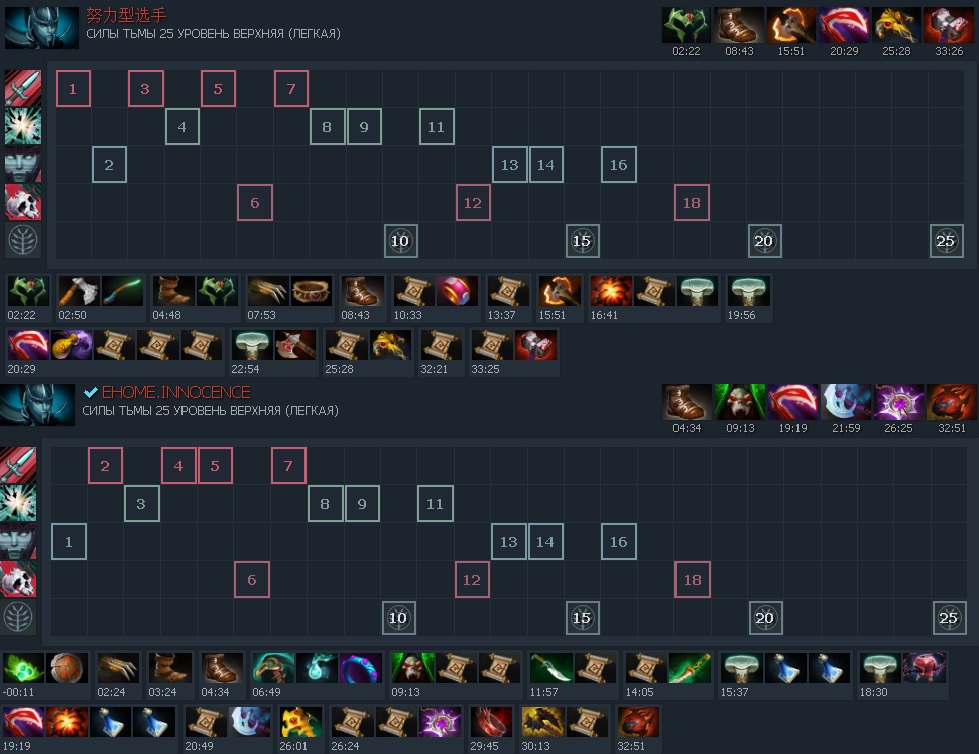 努力型选手
СИЛЫ ТЬМЫ 25 УРОВЕНЬ ВЕРХНЯЯ (ЛЕГКАЯ)
02:22 08:43 15:51 20:29 25:28 33:26
1 3 5 7
4 8 9 11
2 13 14 16
6 12 18
10 15 20 25
02:22 02:50 04:48 07:53 08:43 10:33 13:37 15:51 16:41 19:56
20:29 22:54 25:28 32:21 33:25
EHOME.INNOCENCE
СИЛЫ ТЬМЫ 25 УРОВЕНЬ ВЕРХНЯЯ (ЛЕГКАЯ)
04:34 09:13 19:19 21:59 26:25 32:51
2 4 5 7
3 8 9 11
1 13 14 16
6 12 18
10 15 20 25
-00:11 02:24 03:24 04:34 06:49 09:13 11:57 14:05 15:37 18:30
19:19 20:49 26:01 26:24 29:45 30:13 32:51